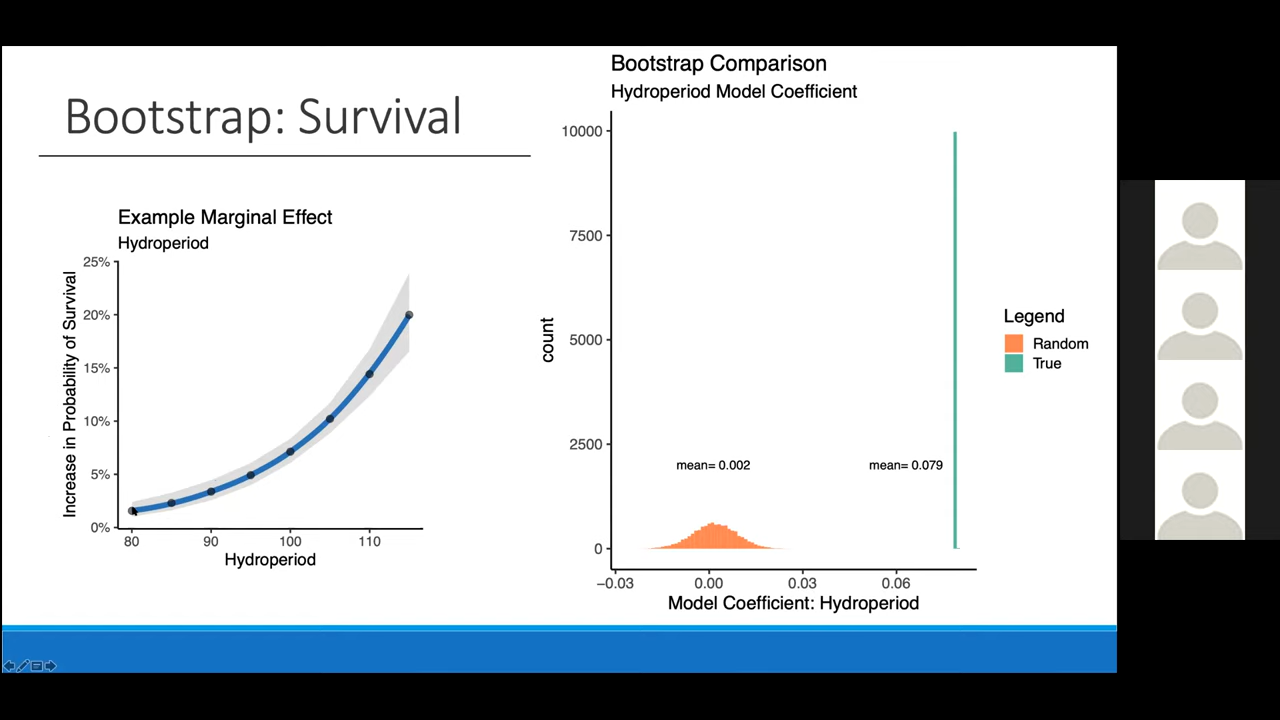 Bootstrap: Survival
Example Marginal Effect
Hydroperiod
Increase in Probability of Survival
25%
20%
15%
10%
5%
0%
80
90
100
110
Hydroperiod
Bootstrap Comparison
Hydroperiod Model Coefficient
count
10000
7500
5000
2500
0
mean= 0.002
mean= 0.079
−0.03
0.00
0.03
0.06
Model Coefficient: Hydroperiod
Legend
Random
True